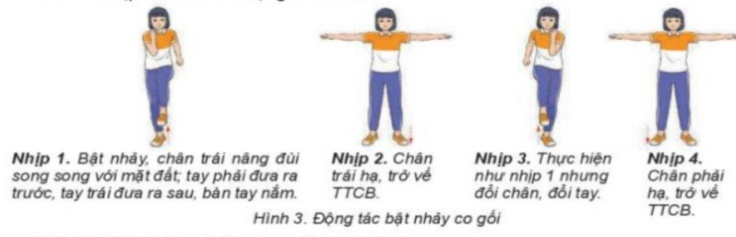 Nhịp 1. Bật nhảy, chân trái nâng đùi
song song với mặt đất; tay phải đưa ra
trước, tay trái đưa ra sau, bàn tay nắm.
Nhịp 2. Chân
trái hạ, trở về
TTCB.
Nhịp 3. Thực hiện
như nhịp 1 nhưng
đổi chân, đổi tay.
Nhịp 4.
Chân phải
hạ, trở về
TTCB.
Hình 3. Động tác bật nhảy co gối